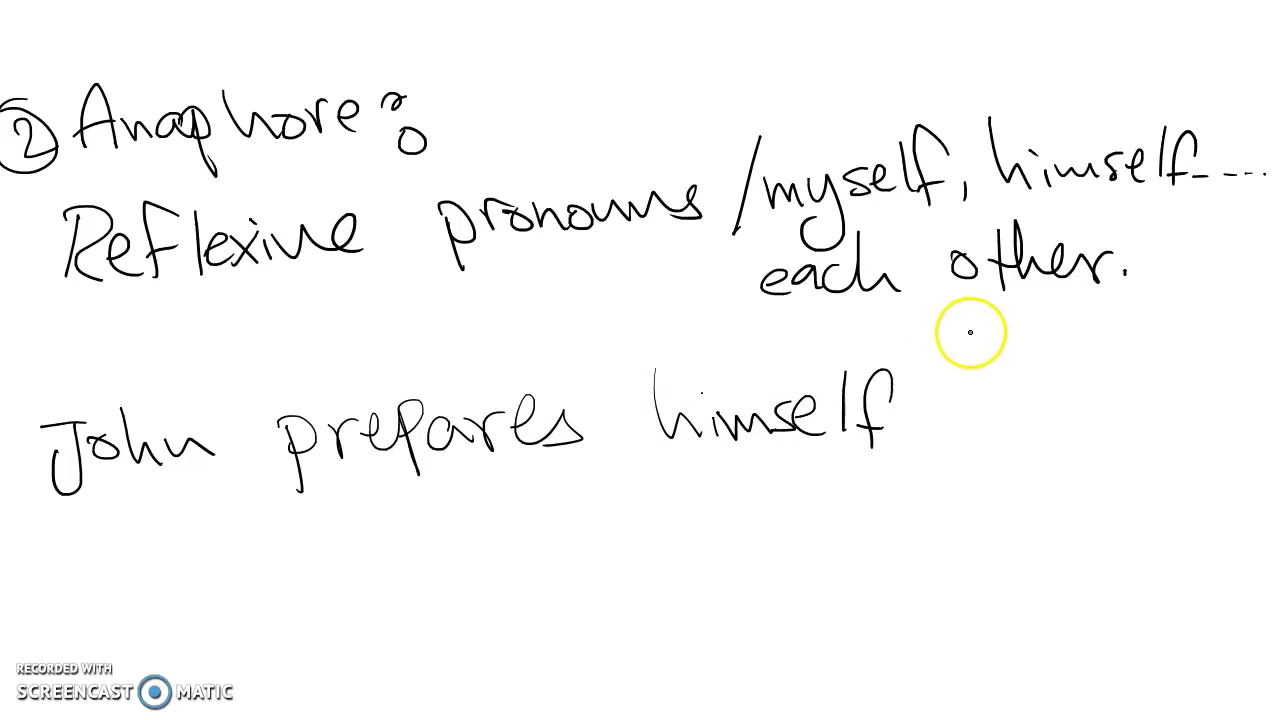 ② Anaphore:
Reflexive pronouns / myself, himself- - - -
each other.
John prepares himself
RECORDED WITH
SCREENCAST MATIC